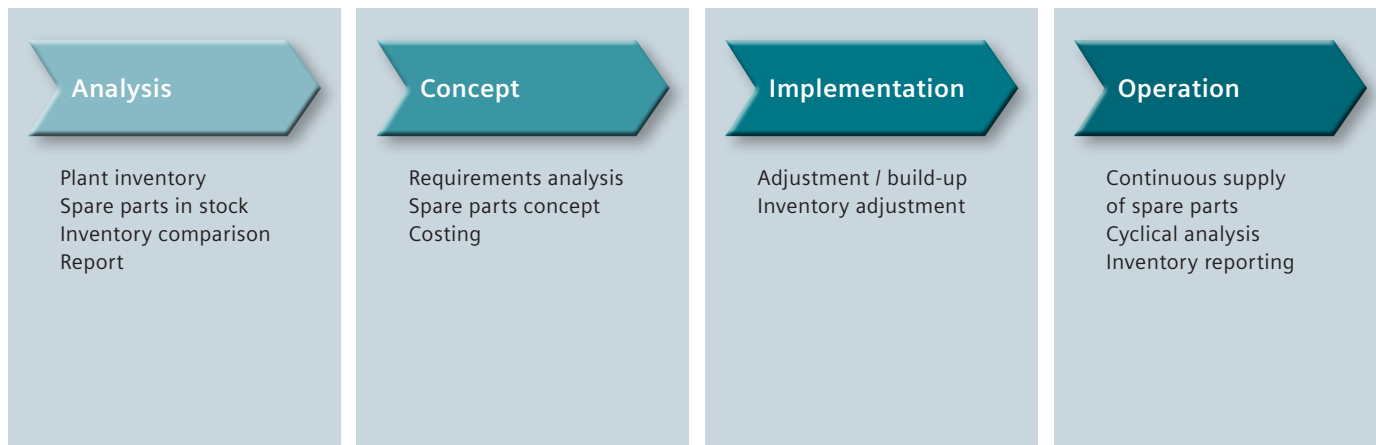 Analysis
Plant inventory
Spare parts in stock
Inventory comparison
Report
Concept
Requirements analysis
Spare parts concept
Costing
Implementation
Adjustment / build-up
Inventory adjustment
Operation
Continuous supply
of spare parts
Cyclical analysis
Inventory reporting